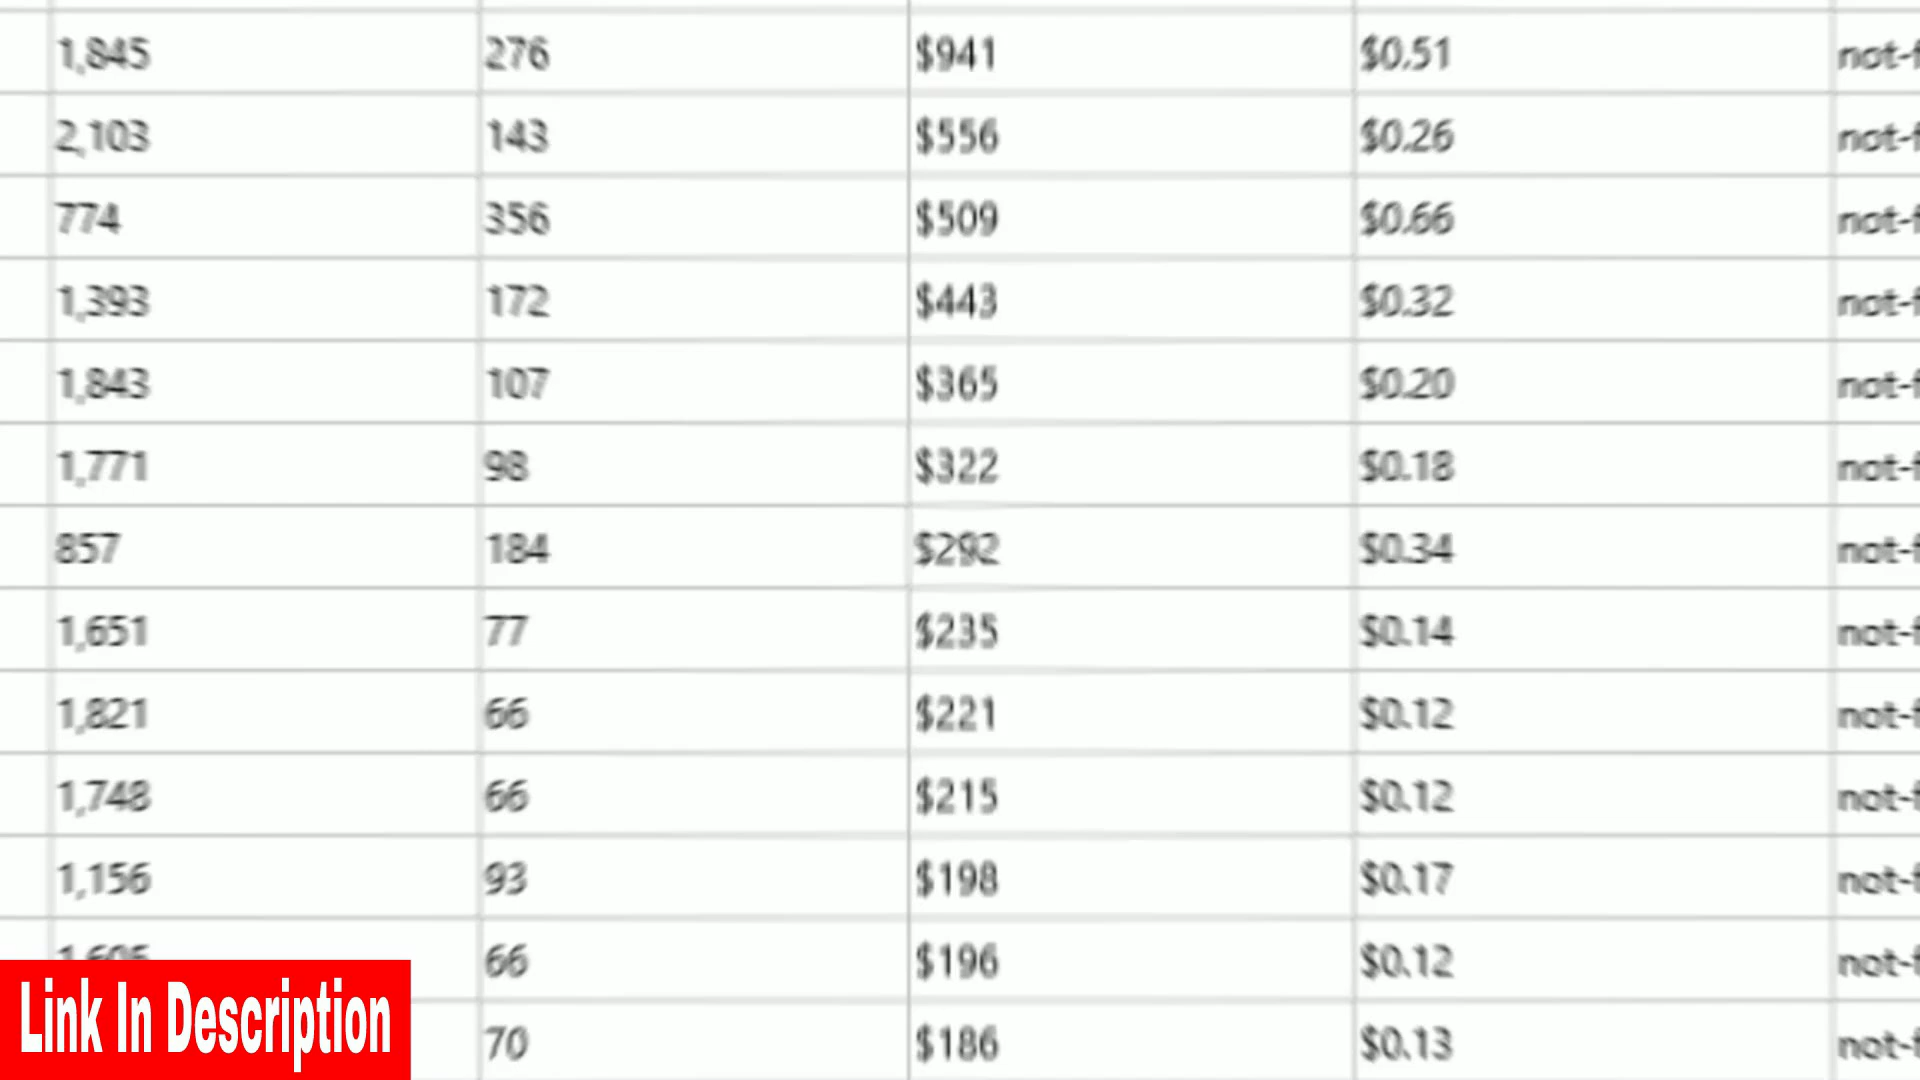 1,845 276 $941 $0.51 not-f
2,103 143 $556 $0.26 not-f
774 356 $509 $0.66 not-f
1,393 172 $443 $0.32 not-f
1,843 107 $365 $0.20 not-f
1,771 98 $322 $0.18 not-f
857 184 $292 $0.34 not-f
1,651 77 $235 $0.14 not-f
1,821 66 $221 $0.12 not-f
1,748 66 $215 $0.12 not-f
1,156 93 $198 $0.17 not-f
66 $196 $0.12 not-f
70 $186 $0.13 not-f
Link In Description